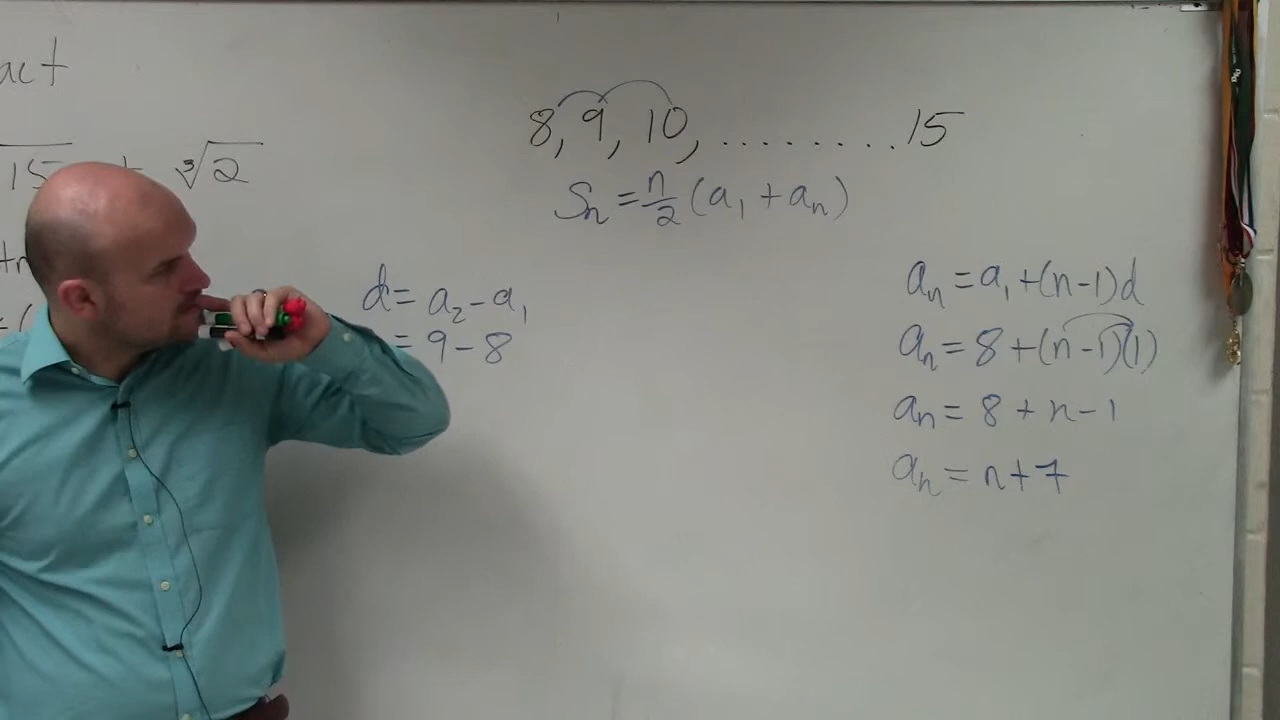 act
15 + ∛2
8, 9, 10, ......... 15
Sₙ = n/2 (a₁ + aₙ)
d = a₂ - a₁
= 9 - 8
aₙ = a₁ + (n-1)d
aₙ = 8 + (n-1)(1)
aₙ = 8 + n - 1
aₙ = n + 7